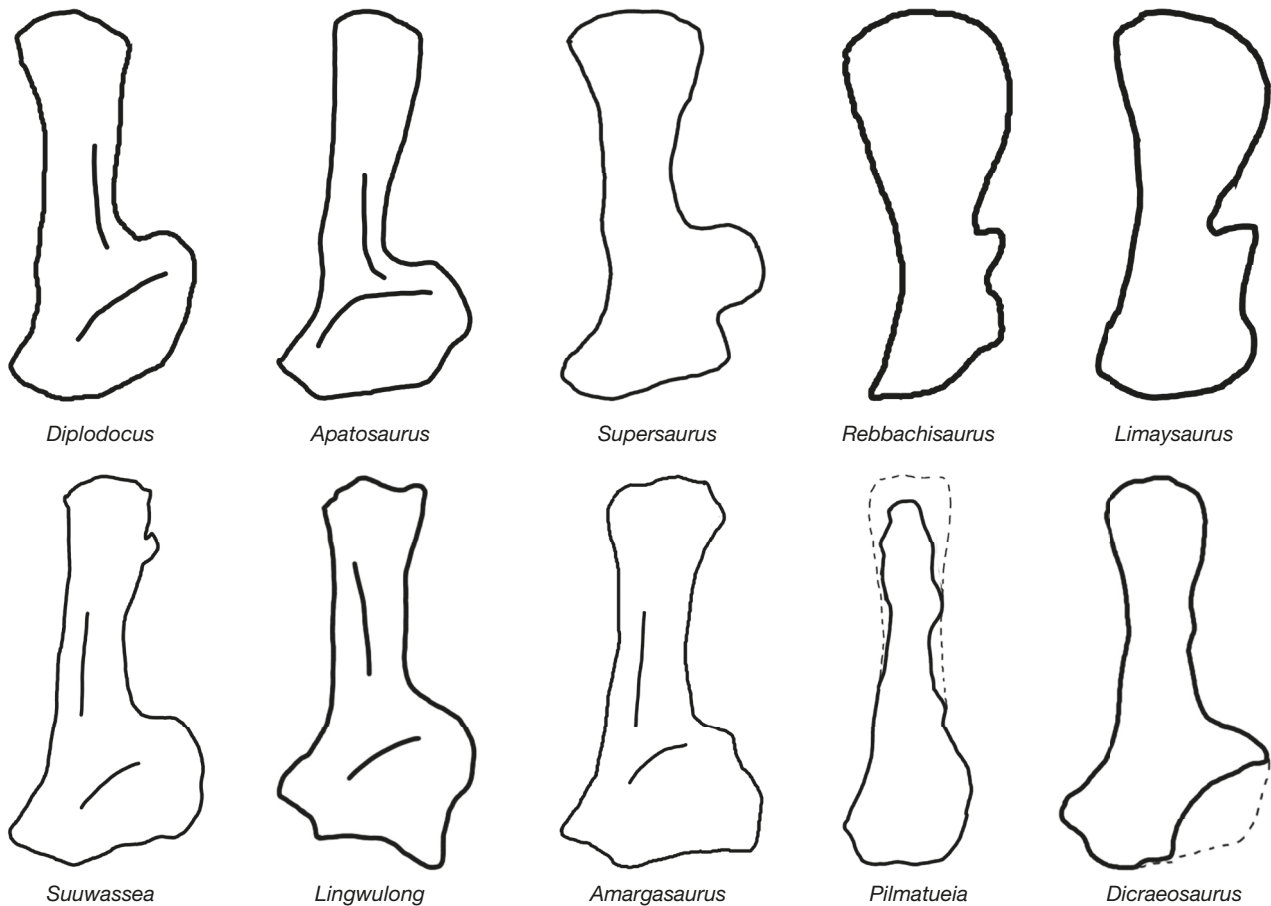 Diplodocus
Apatosaurus
Supersaurus
Rebbachisaurus
Limaysaurus
Suuwassea
Lingwulong
Amargasaurus
Pilmatueia
Dicraeosaurus